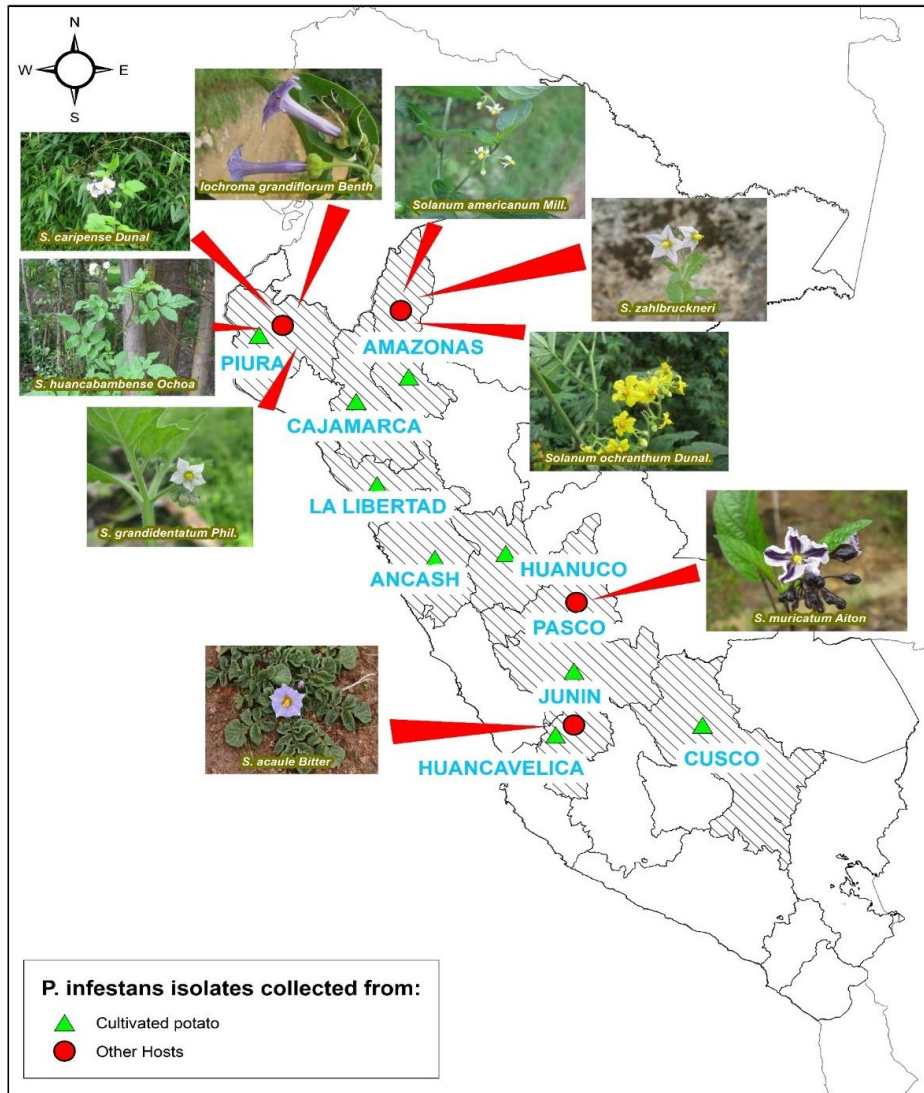 N
W
E
S
Iochroma grandiflorum Benth
Solanum americanum Mill.
S. caripense Dunal
S. zahlbruckneri
S. huancabambense Ochoa
PIURA
AMAZONAS
CAJAMARCA
Solanum ochranthum Dunal.
S. grandidentatum Phil.
LA LIBERTAD
ANCASH
HUANUCO
PASCO
S. muricatum Aiton
JUNIN
S. acaule Bitter
HUANCAVELICA
CUSCO
P. infestans isolates collected from:
Cultivated potato
Other Hosts